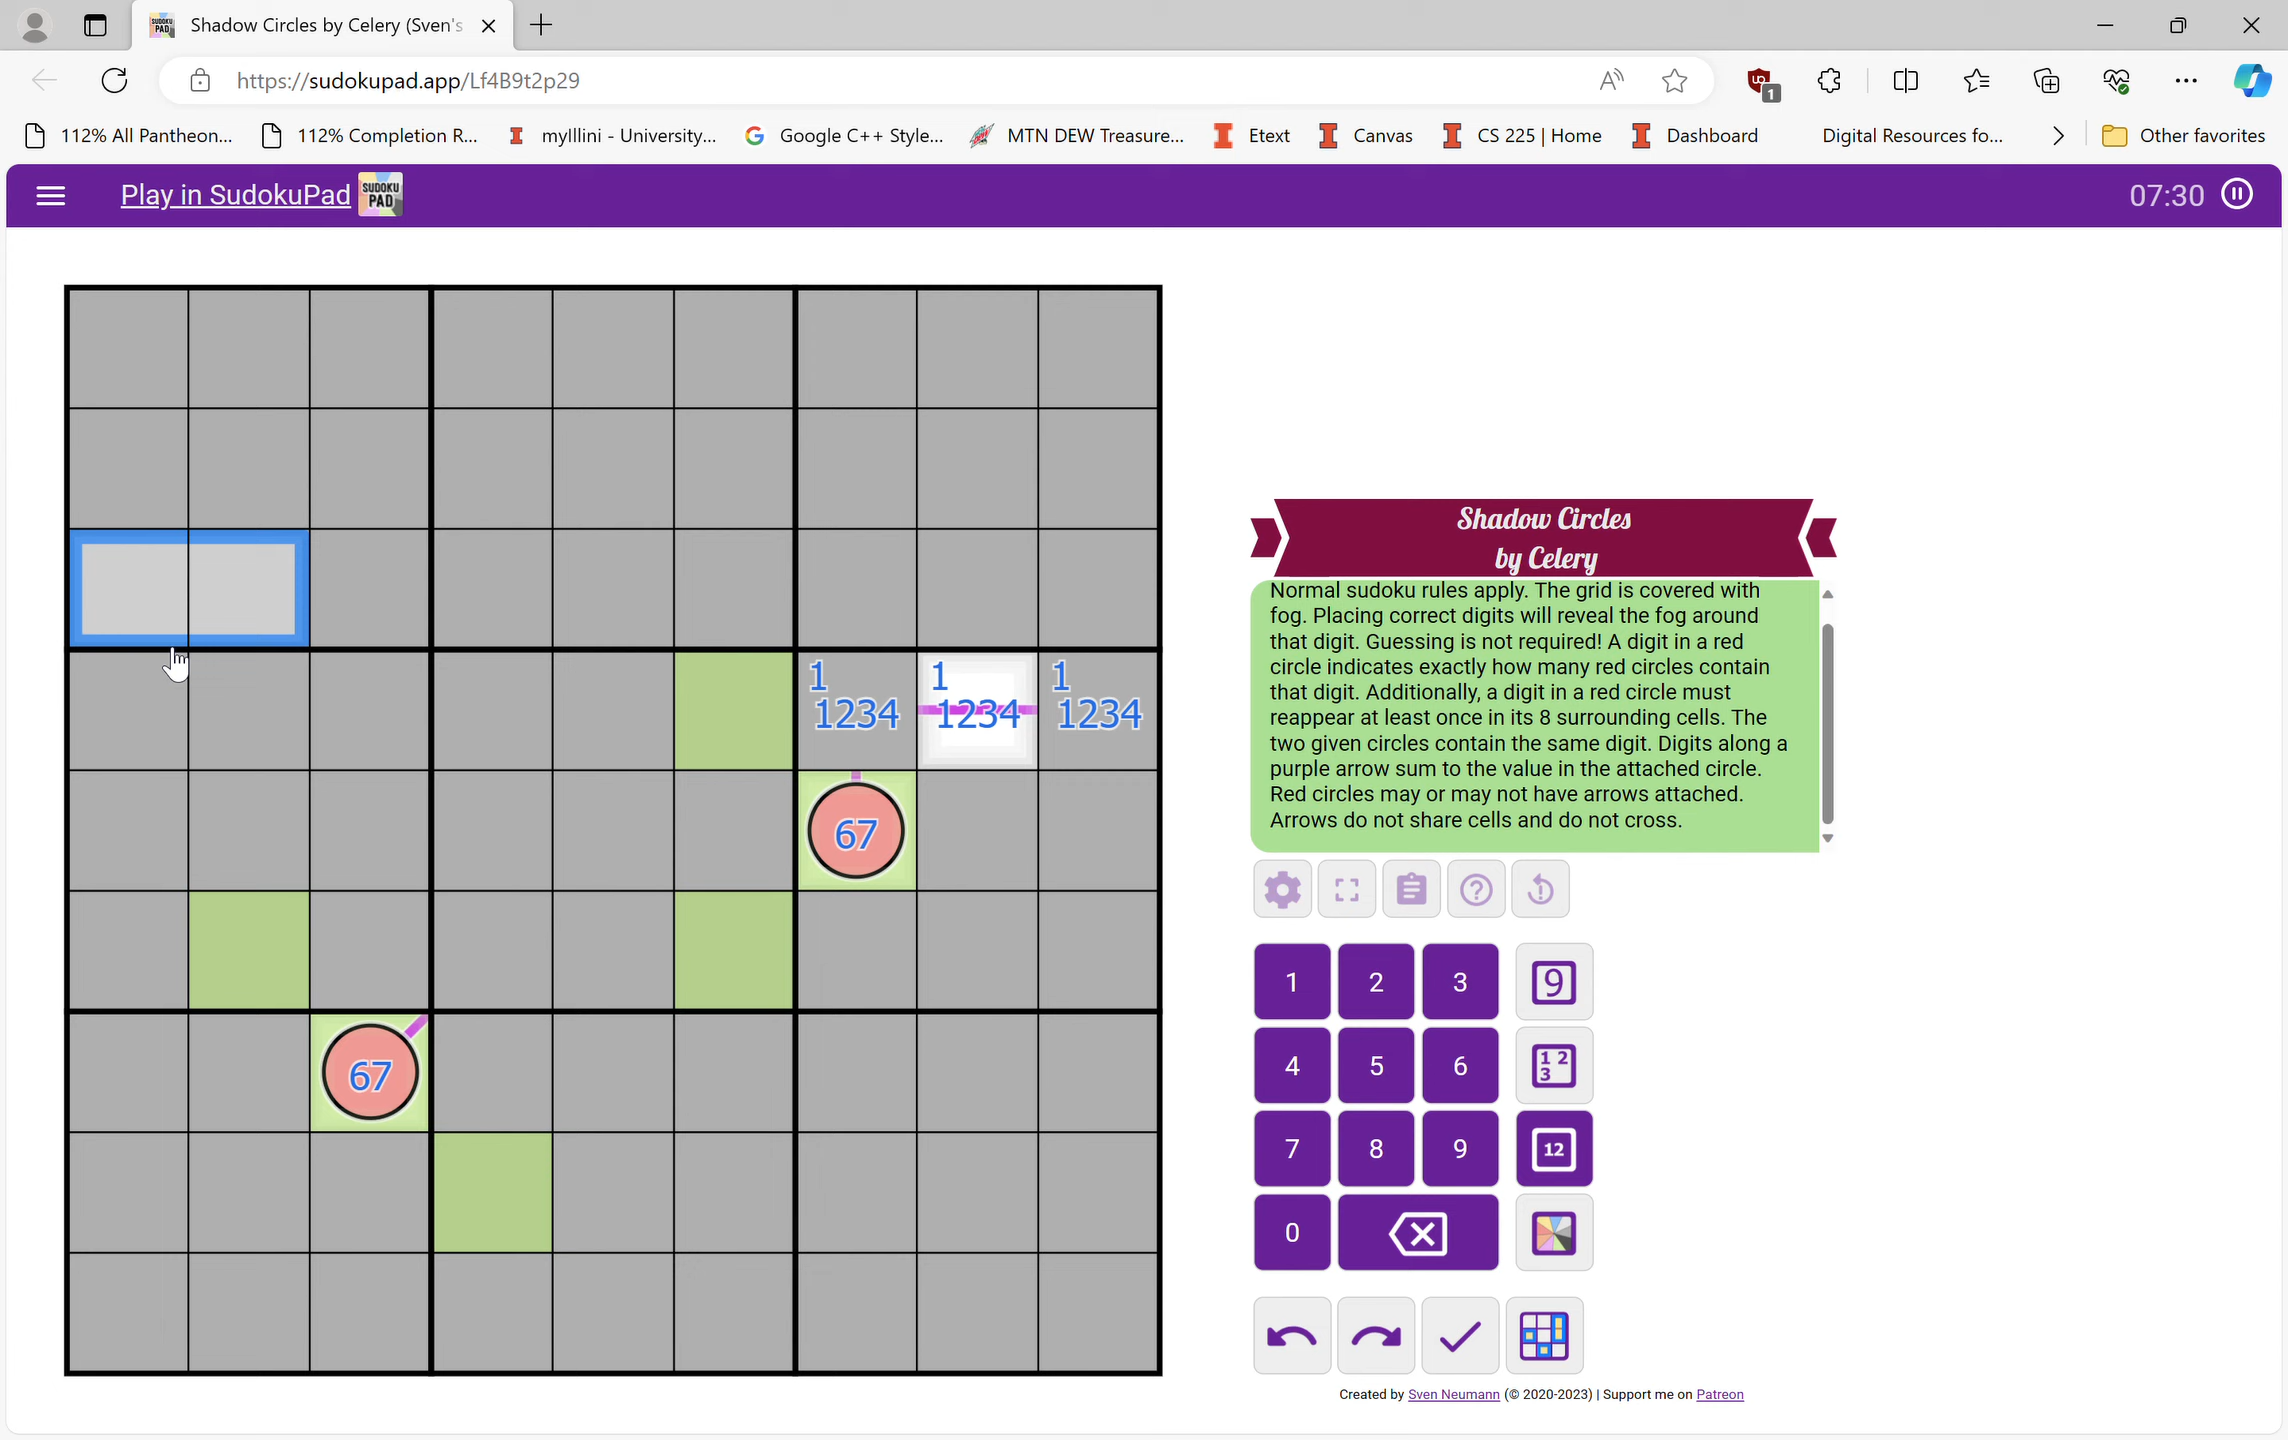 Shadow Circles by Celery (Sven's
https://sudokupad.app/Lf4B9t2p29
1
112% All Pantheon...
112% Completion R...
myIllini - University...
Google C++ Style...
MTN DEW Treasure...
Etext
Canvas
CS 225 | Home
Dashboard
Digital Resources fo...
Other favorites
Play in SudokuPad
SUDOKU
PAD
07:30
Shadow Circles
by Celery
Normal sudoku rules apply. The grid is covered with
fog. Placing correct digits will reveal the fog around
that digit. Guessing is not required! A digit in a red
circle indicates exactly how many red circles contain
that digit. Additionally, a digit in a red circle must
reappear at least once in its 8 surrounding cells. The
two given circles contain the same digit. Digits along a
purple arrow sum to the value in the attached circle.
Red circles may or may not have arrows attached.
Arrows do not share cells and do not cross.
1 1 1
1234 1234 1234
67
67
1 2 3 9
4 5 6 1 2 3
7 8 9 12
0
Created by Sven Neumann (© 2020-2023) | Support me on Patreon